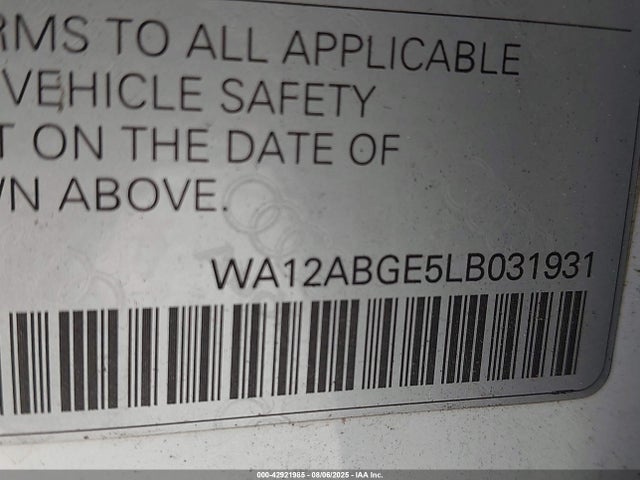 RMS TO ALL APPLICABLE
VEHICLE SAFETY
T ON THE DATE OF
WN ABOVE.
WA12ABGE5LB031931
000-42921985 - 08/06/2025 - IAA Inc.